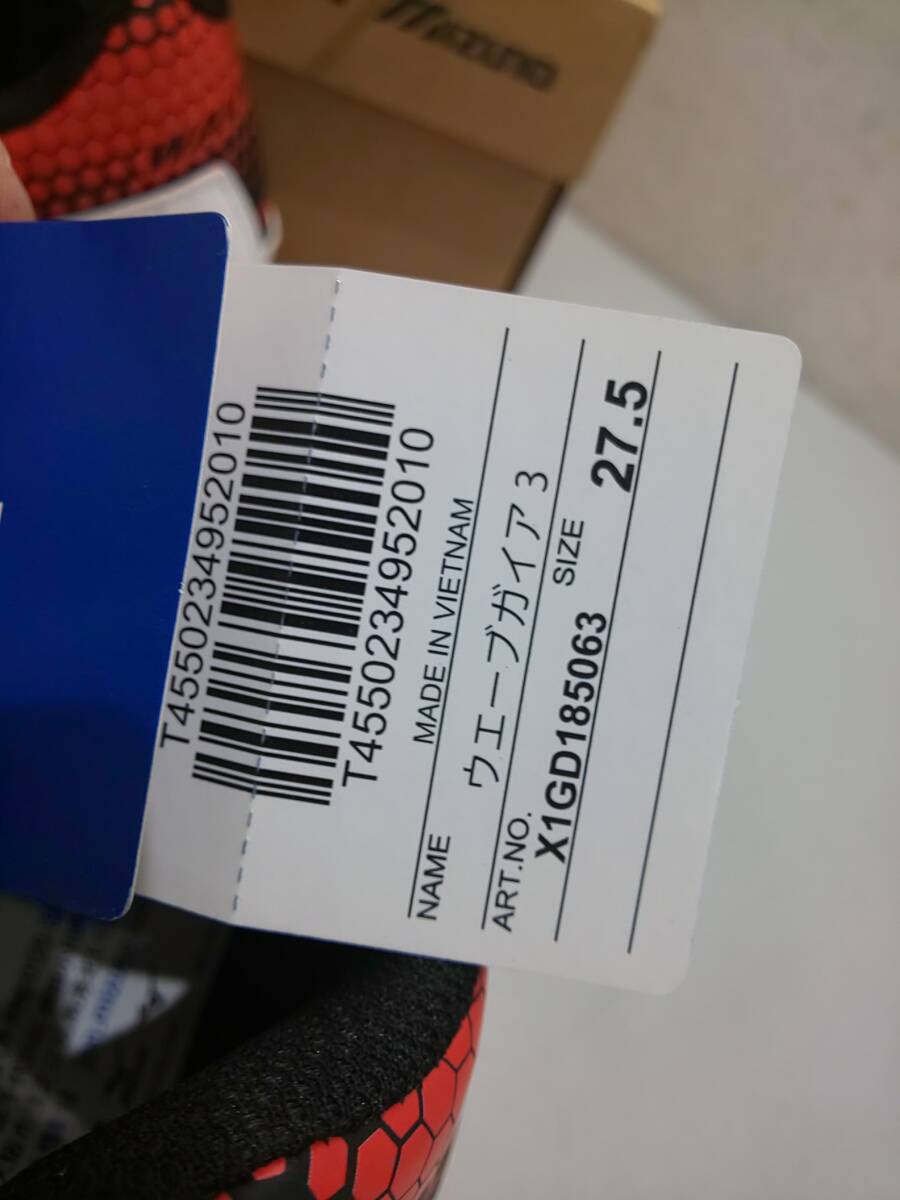 Mizuno
T4550234952010
T4550234952010
MADE IN VIETNAM
NAME
ウエーブガイア 3
ART.NO. SIZE
X1GD185063 27.5